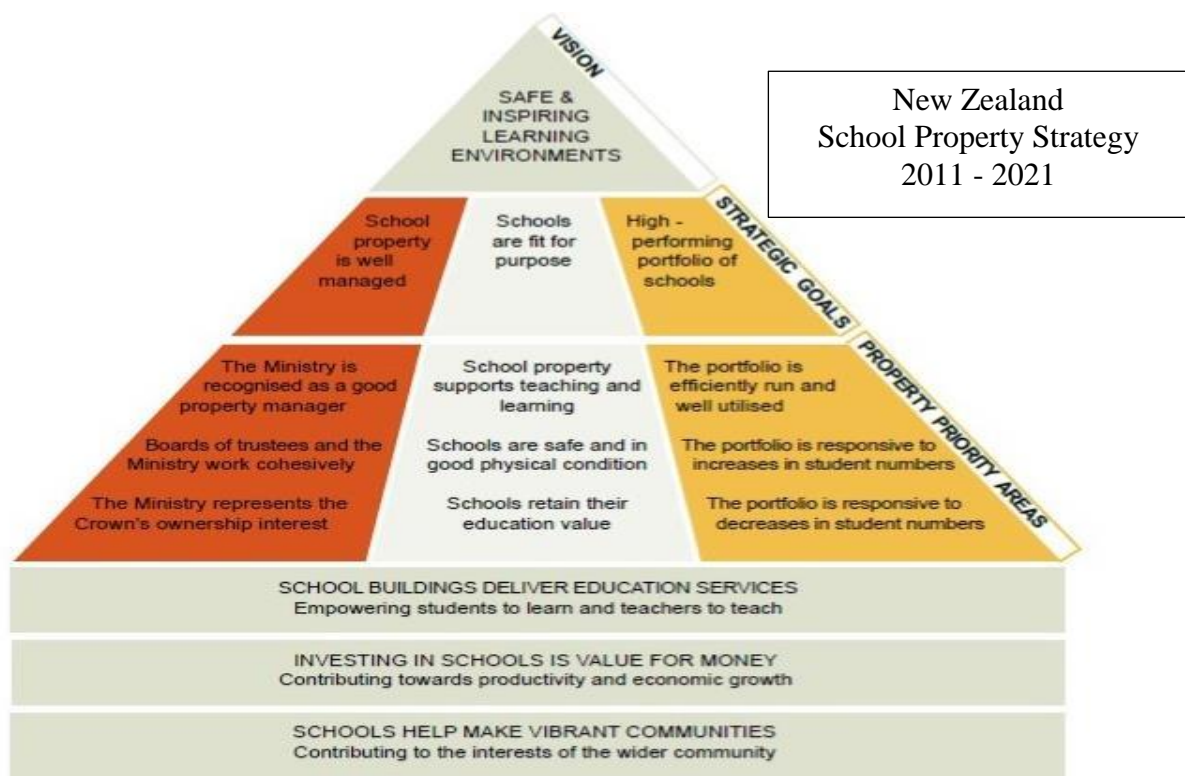 VISION
SAFE &
INSPIRING
LEARNING
ENVIRONMENTS
New Zealand
School Property Strategy
2011 - 2021
STRATEGIC GOALS
School
property
is well
managed
Schools
are fit for
purpose
High -
performing
portfolio of
schools
PROPERTY PRIORITY AREAS
The Ministry is
recognised as a good
property manager
Boards of trustees and the
Ministry work cohesively
The Ministry represents the
Crown's ownership interest
School property
supports teaching and
learning
Schools are safe and in
good physical condition
Schools retain their
education value
The portfolio is
efficiently run and
well utilised
The portfolio is responsive to
increases in student numbers
The portfolio is responsive to
decreases in student numbers
SCHOOL BUILDINGS DELIVER EDUCATION SERVICES
Empowering students to learn and teachers to teach
INVESTING IN SCHOOLS IS VALUE FOR MONEY
Contributing towards productivity and economic growth
SCHOOLS HELP MAKE VIBRANT COMMUNITIES
Contributing to the interests of the wider community